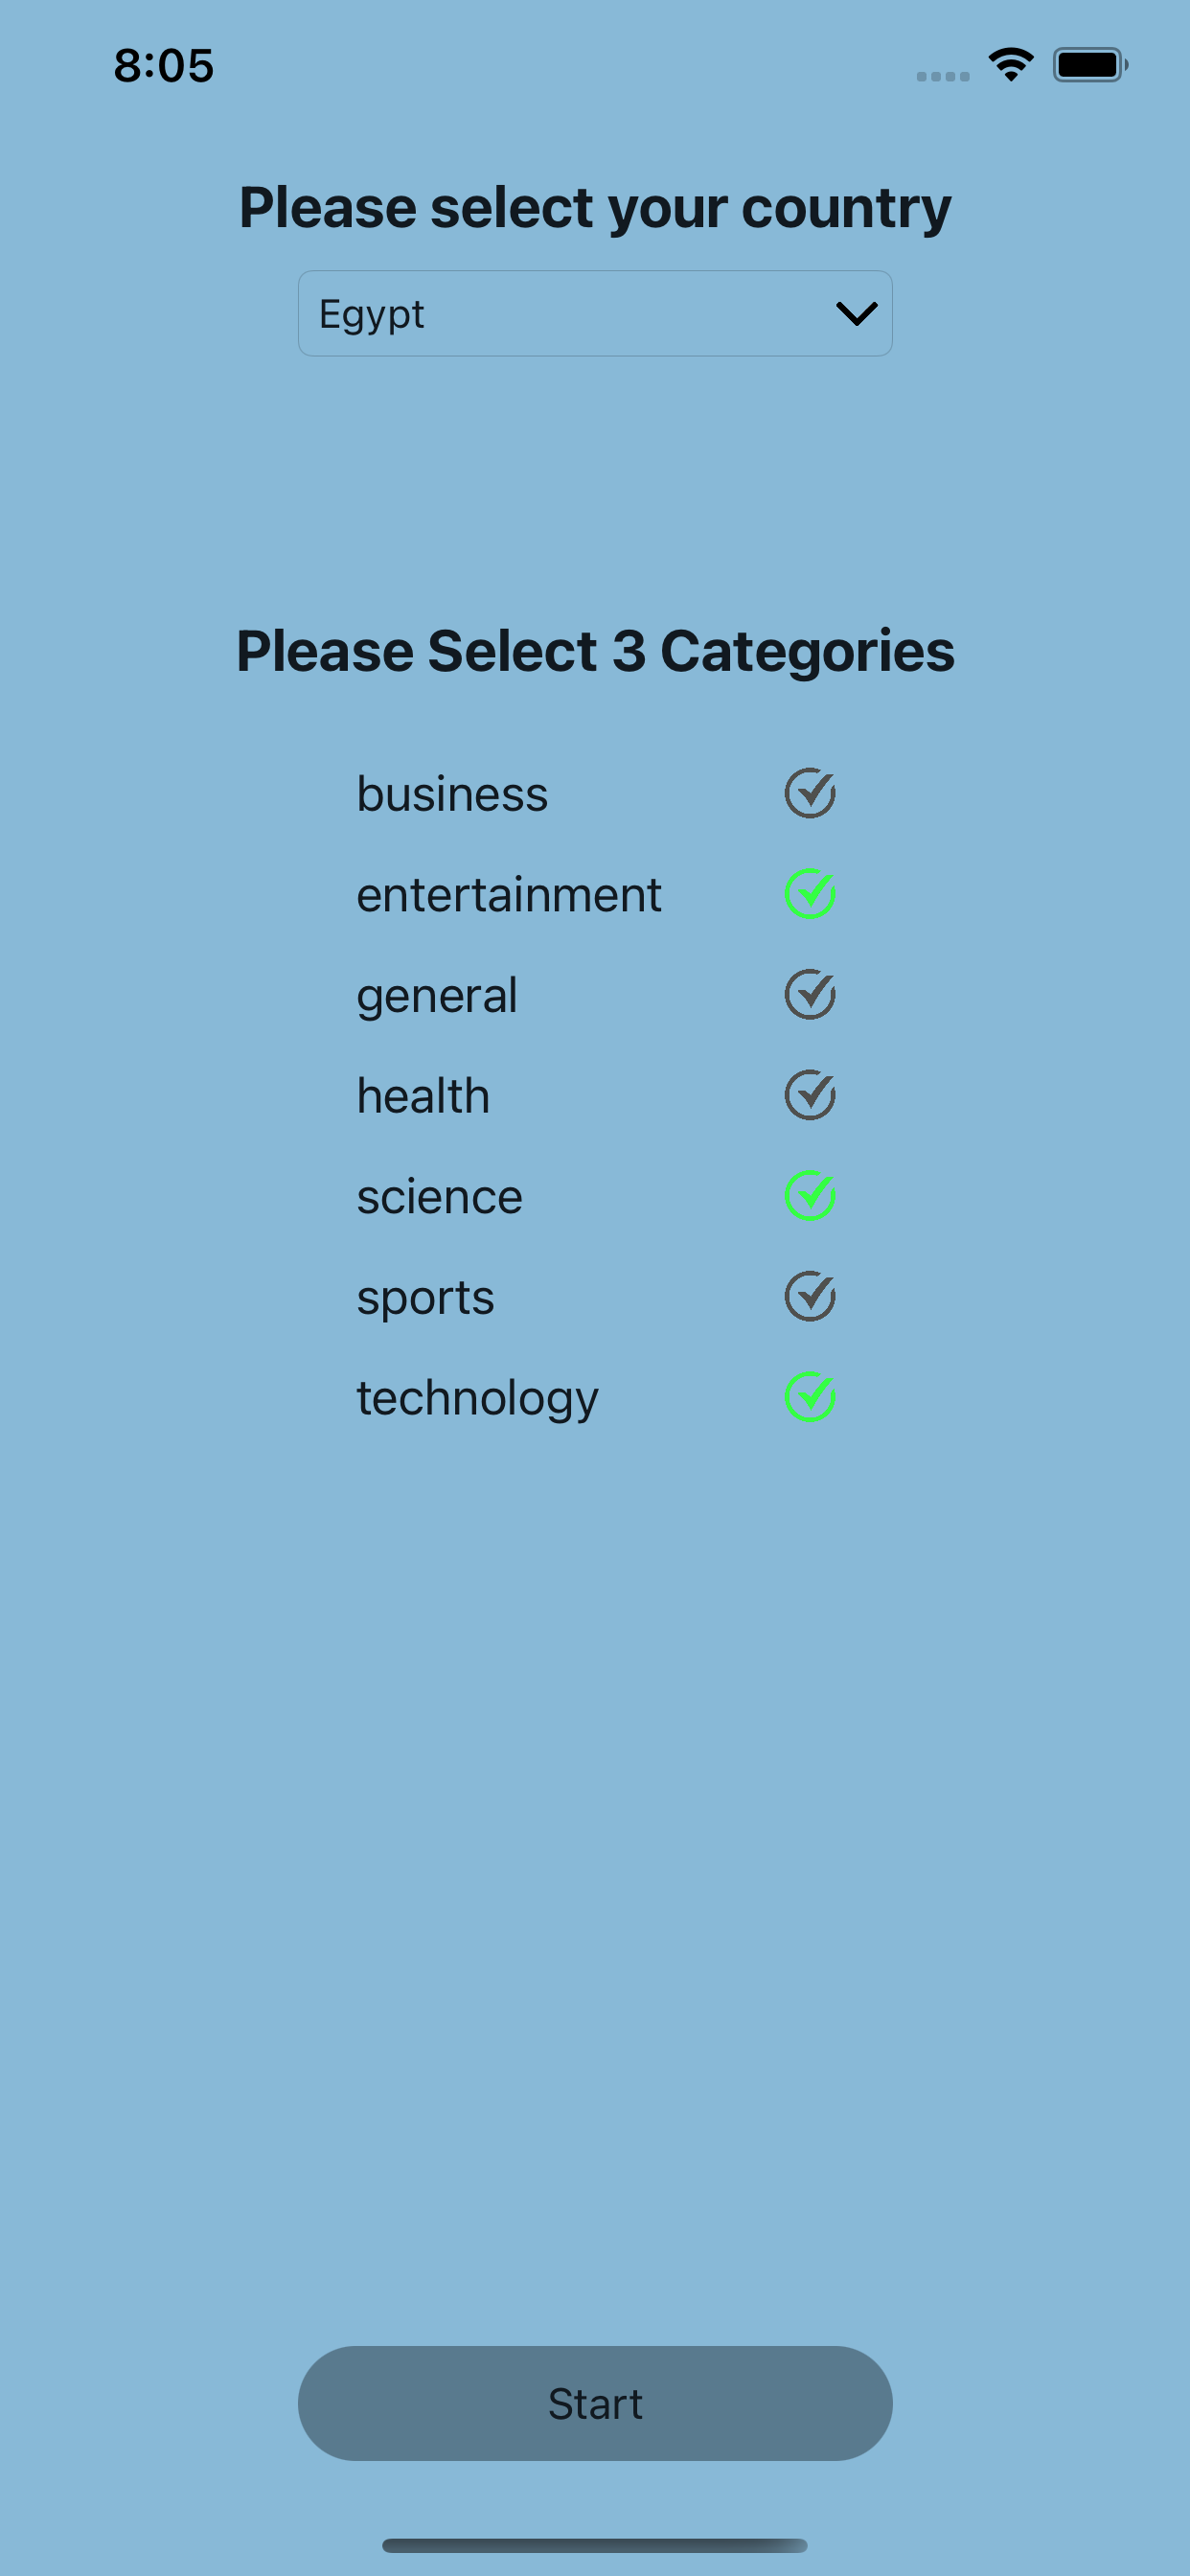 8:05
Please select your country
Egypt
Please Select 3 Categories
business
entertainment
general
health
science
sports
technology
Start